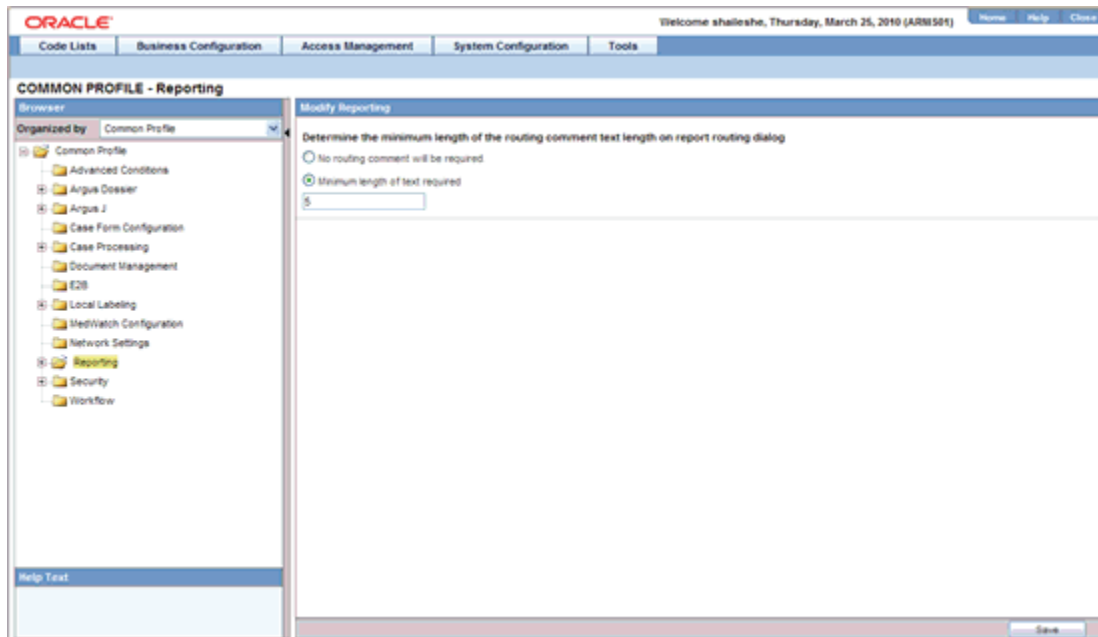 ORACLE
Welcome shaileshe, Thursday, March 25, 2010 (ARNIS01)
Home Help Close
Code Lists Business Configuration Access Management System Configuration Tools
COMMON PROFILE - Reporting
Browser
Organized by Common Profile
Common Profile
Advanced Conditions
Argus Dossier
Argus J
Case Form Configuration
Case Processing
Document Management
E2B
Local Labeling
MedWatch Configuration
Network Settings
Reporting
Security
Workflow
Help Text
Modify Reporting
Determine the minimum length of the routing comment text length on report routing dialog
No routing comment will be required
Minimum length of text required
5
Save